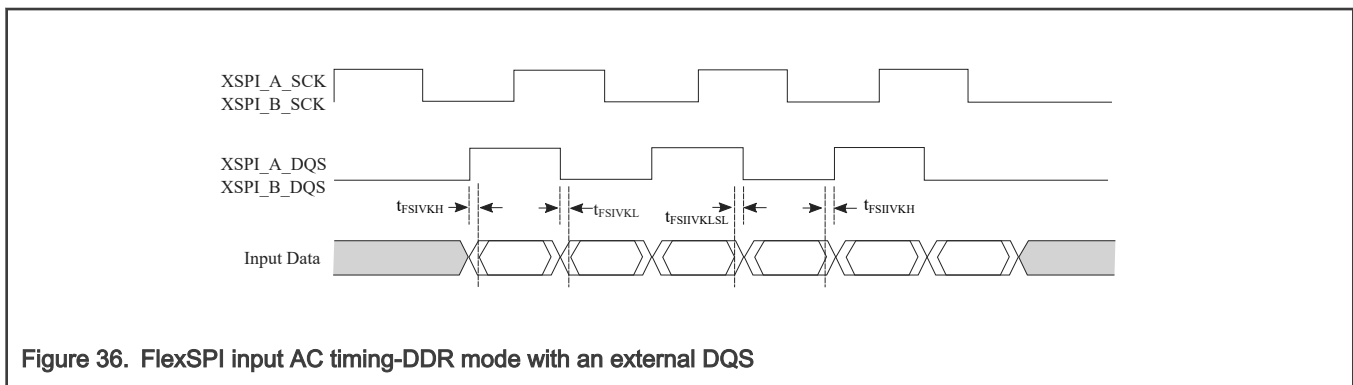 XSPI_A_SCK
XSPI_B_SCK
XSPI_A_DQS
XSPI_B_DQS
tFSIVKH
tFSIVKL
tFSIIVKLSL
tFSIIVKH
Input Data
Figure 36. FlexSPI input AC timing-DDR mode with an external DQS